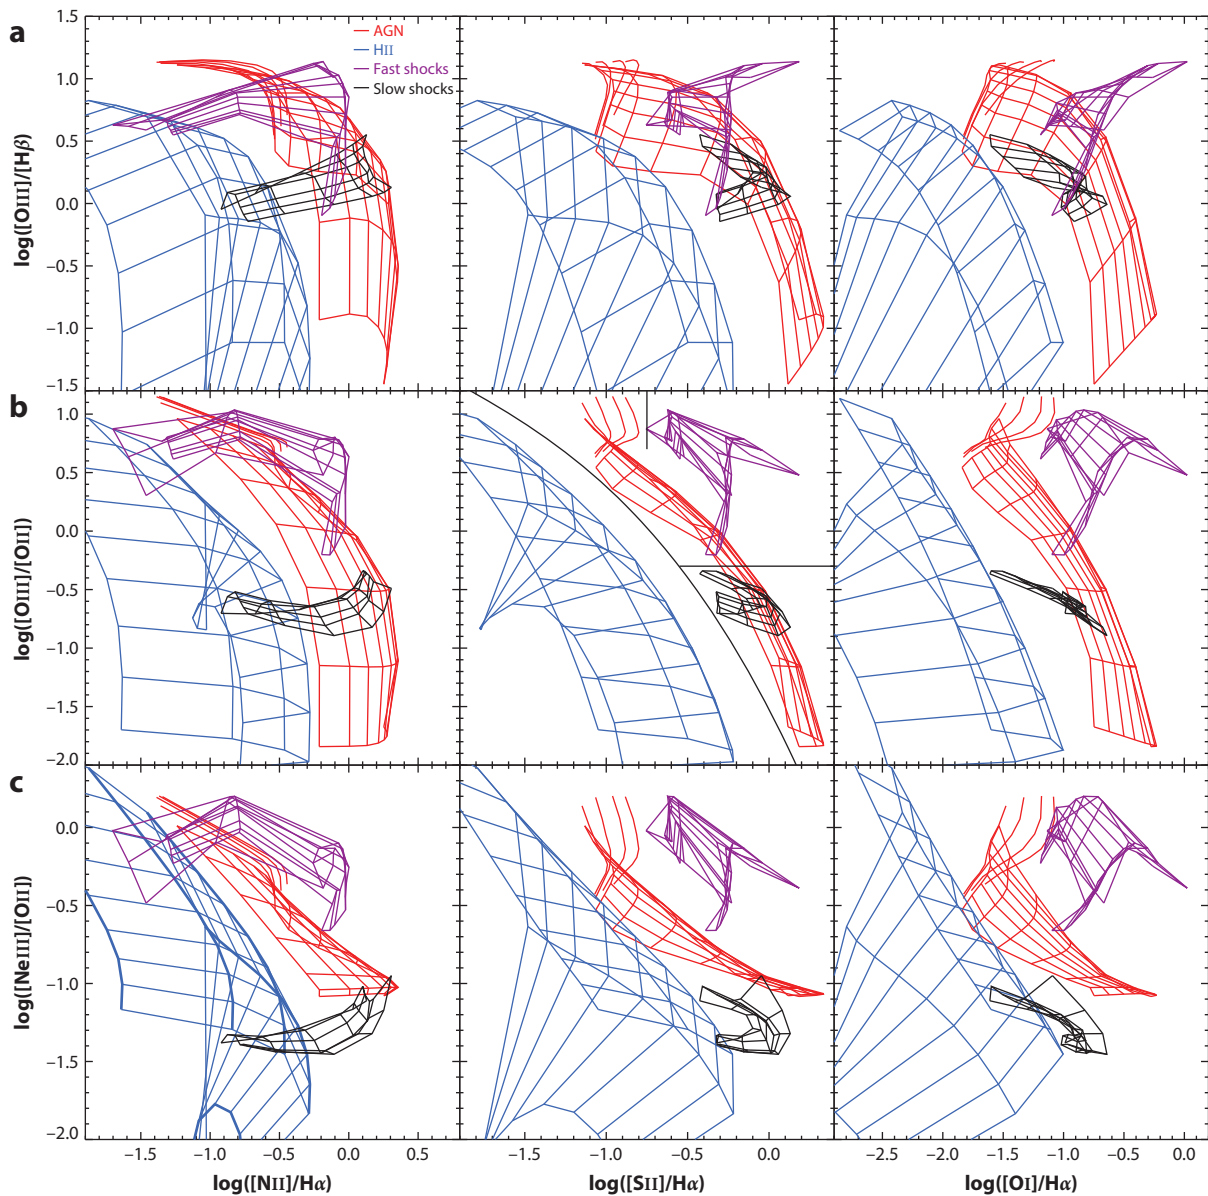 a
1.5
1.0
0.5
0.0
−0.5
−1.0
−1.5
log([OIII]/[Hβ)
AGN
HII
Fast shocks
Slow shocks
b
1.0
0.5
0.0
−0.5
−1.0
−1.5
−2.0
log([OIII]/[OII])
c
0.0
−0.5
−1.0
−1.5
−2.0
log([NeIII]/[OII])
−1.5 −1.0 −0.5 0.0
−1.5 −1.0 −0.5 0.0
−2.5 −2.0 −1.5 −1.0 −0.5 0.0
log([NII]/Hα)
log([SII]/Hα)
log([OI]/Hα)